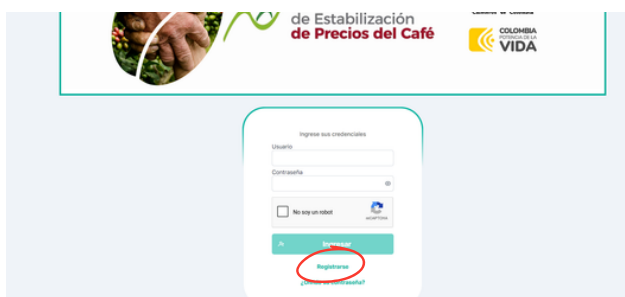 de Estabilización
de Precios del Café
COLOMBIA
POTENCIA DE LA
VIDA
Ingrese sus credenciales
Usuario
Contraseña
No soy un robot
reCAPTCHA
Ingresar
Registrarse
contraseña?